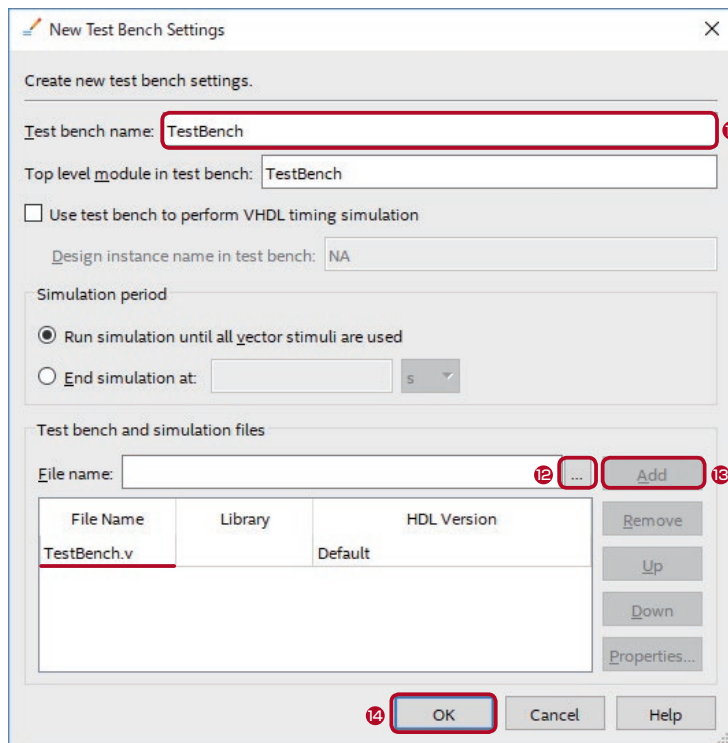 New Test Bench Settings
Create new test bench settings.
Test bench name: TestBench
Top level module in test bench: TestBench
Use test bench to perform VHDL timing simulation
Design instance name in test bench: NA
Simulation period
Run simulation until all vector stimuli are used
End simulation at: s
Test bench and simulation files
File name: ⑫ ... Add ⑬
File Name Library HDL Version
TestBench.v Default
Remove
Up
Down
Properties...
⑭ OK Cancel Help